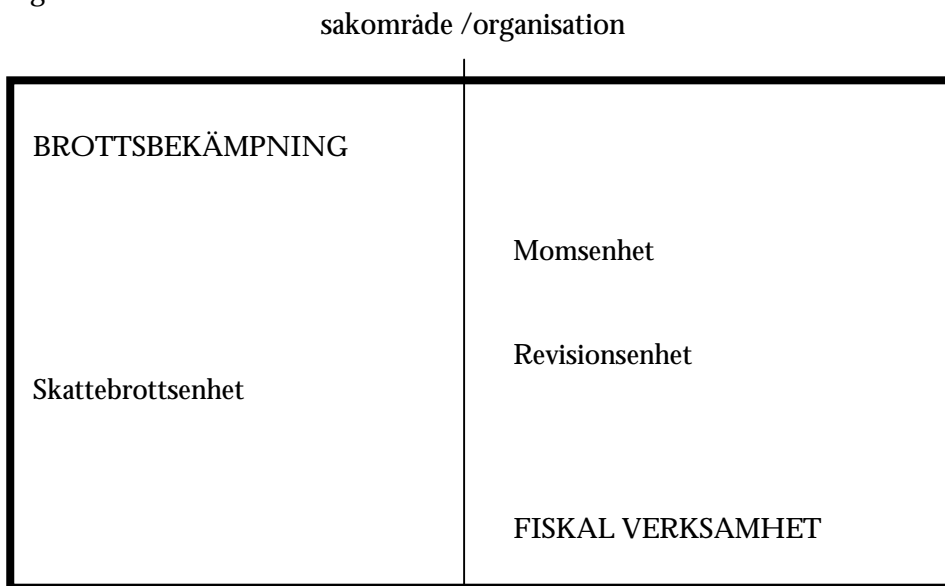 sakområde /organisation
BROTTSBEKÄMPNING
Momsenhet
Revisionsenhet
Skattebrottsenhet
FISKAL VERKSAMHET